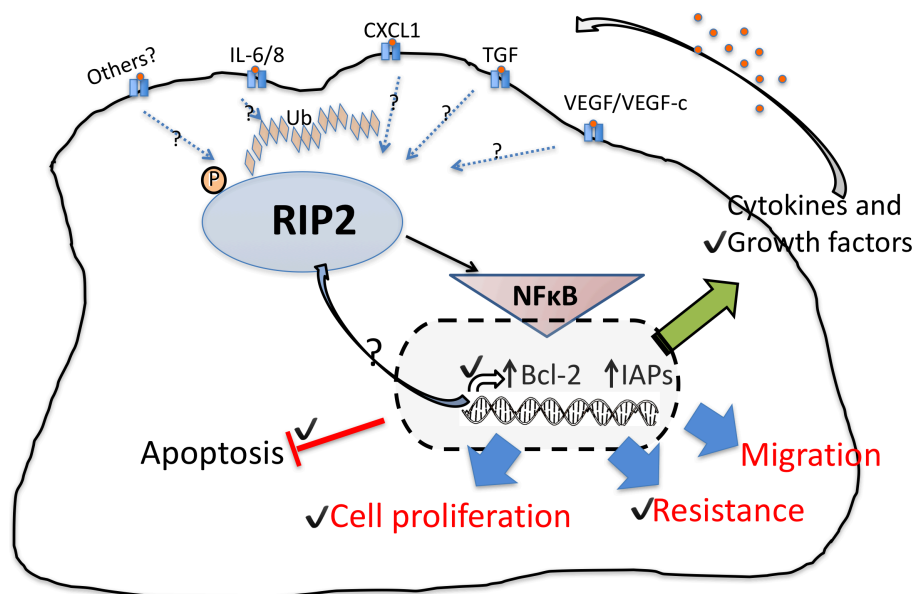 CXCL1
IL-6/8
TGF
Others?
VEGF/VEGF-c
?
?
?
?
?
Ub
P
RIP2
Cytokines and
✓Growth factors
NFκB
?
✓ ↑Bcl-2 ↑IAPs
✓
Apoptosis
Migration
✓Cell proliferation
✓Resistance